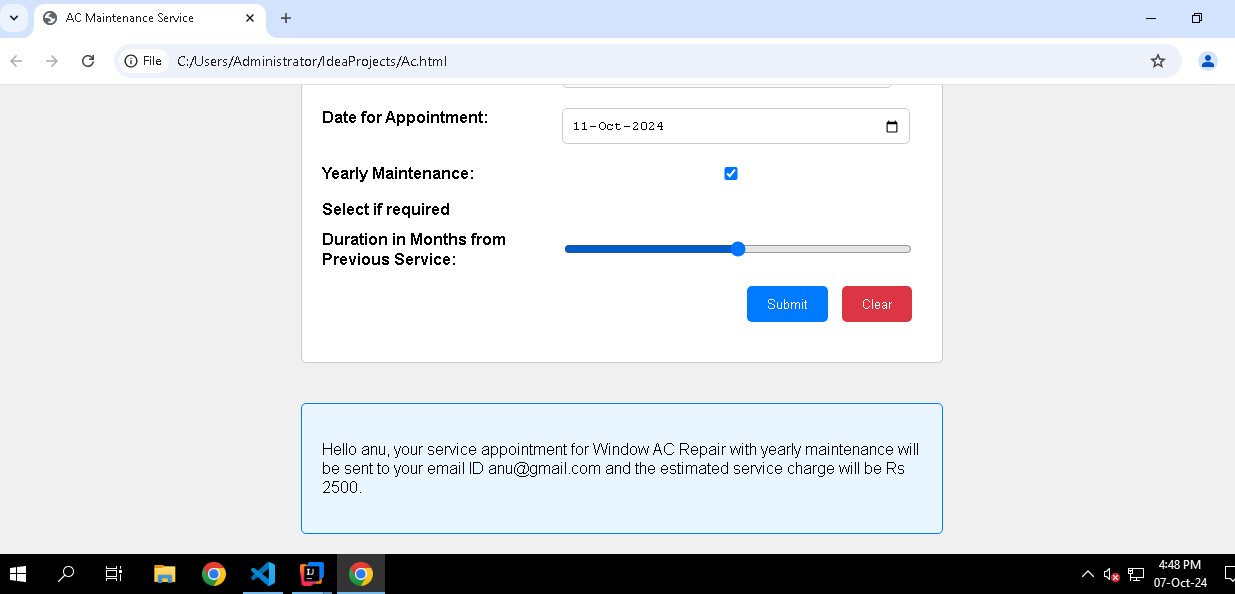 AC Maintenance Service
File
C:/Users/Administrator/IdeaProjects/Ac.html
Date for Appointment:
11-Oct-2024
Yearly Maintenance:
Select if required
Duration in Months from
Previous Service:
Submit
Clear
Hello anu, your service appointment for Window AC Repair with yearly maintenance will
be sent to your email ID anu@gmail.com and the estimated service charge will be Rs
2500.
4:48 PM
07-Oct-24